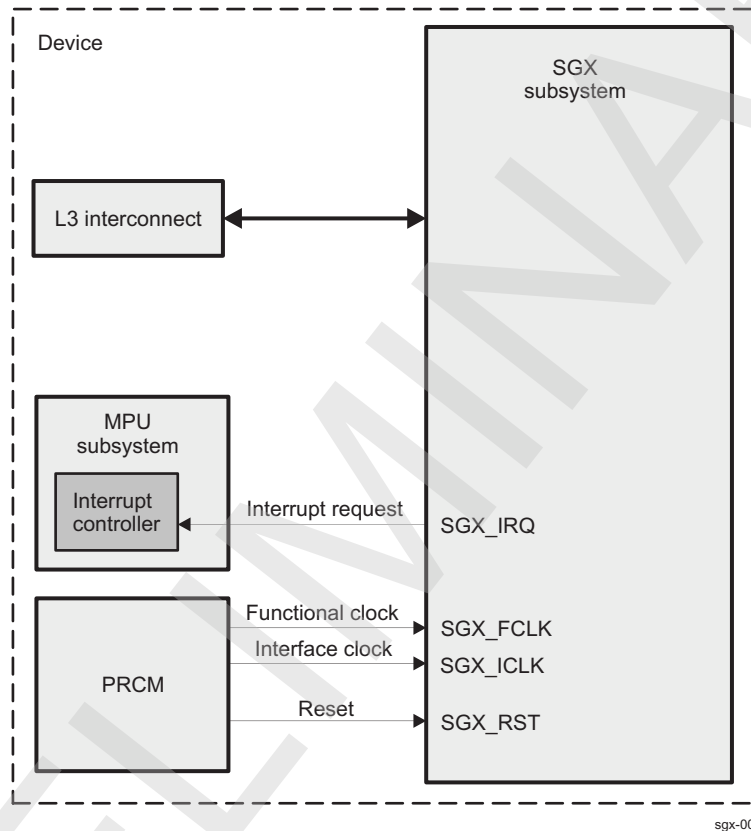 Device
SGX
subsystem
L3 interconnect
MPU
subsystem
Interrupt
controller
Interrupt request
SGX_IRQ
Functional clock
SGX_FCLK
Interface clock
SGX_ICLK
PRCM
Reset
SGX_RST